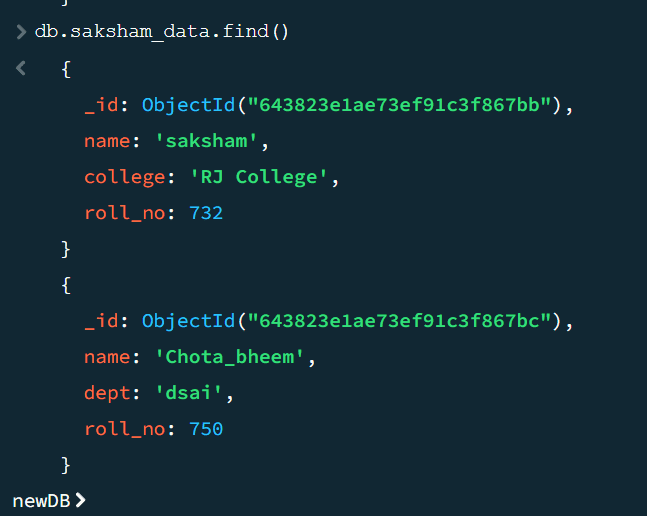 }
> db.saksham_data.find()
< {
_id: ObjectId("643823e1ae73ef91c3f867bb"),
name: 'saksham',
college: 'RJ College',
roll_no: 732
}
{
_id: ObjectId("643823e1ae73ef91c3f867bc"),
name: 'Chota_bheem',
dept: 'dsai',
roll_no: 750
}
newDB>